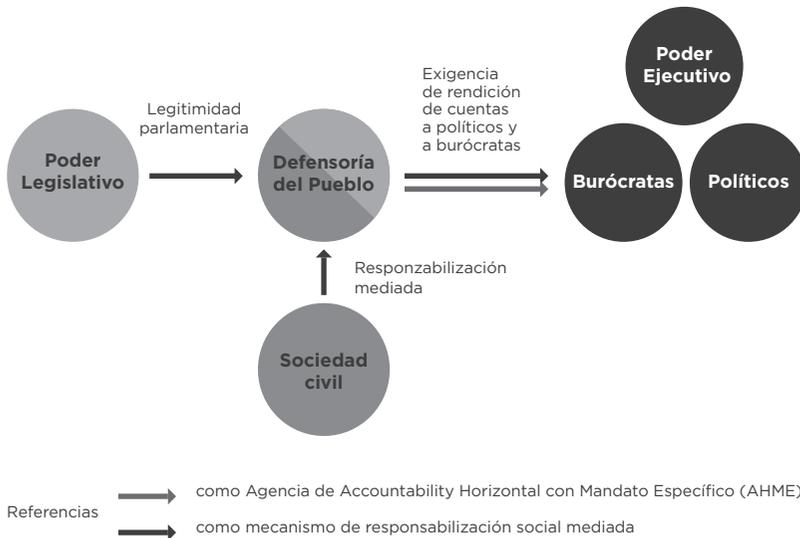 Poder
Ejecutivo
Exigencia
de rendición
de cuentas
a políticos y
a burócratas
Legitimidad
parlamentaria
Poder
Legislativo
Defensoría
del Pueblo
Burócratas
Políticos
Responzabilización
mediada
Sociedad
civil
Referencias
como Agencia de Accountability Horizontal con Mandato Específico (AHME)
como mecanismo de responsabilización social mediada